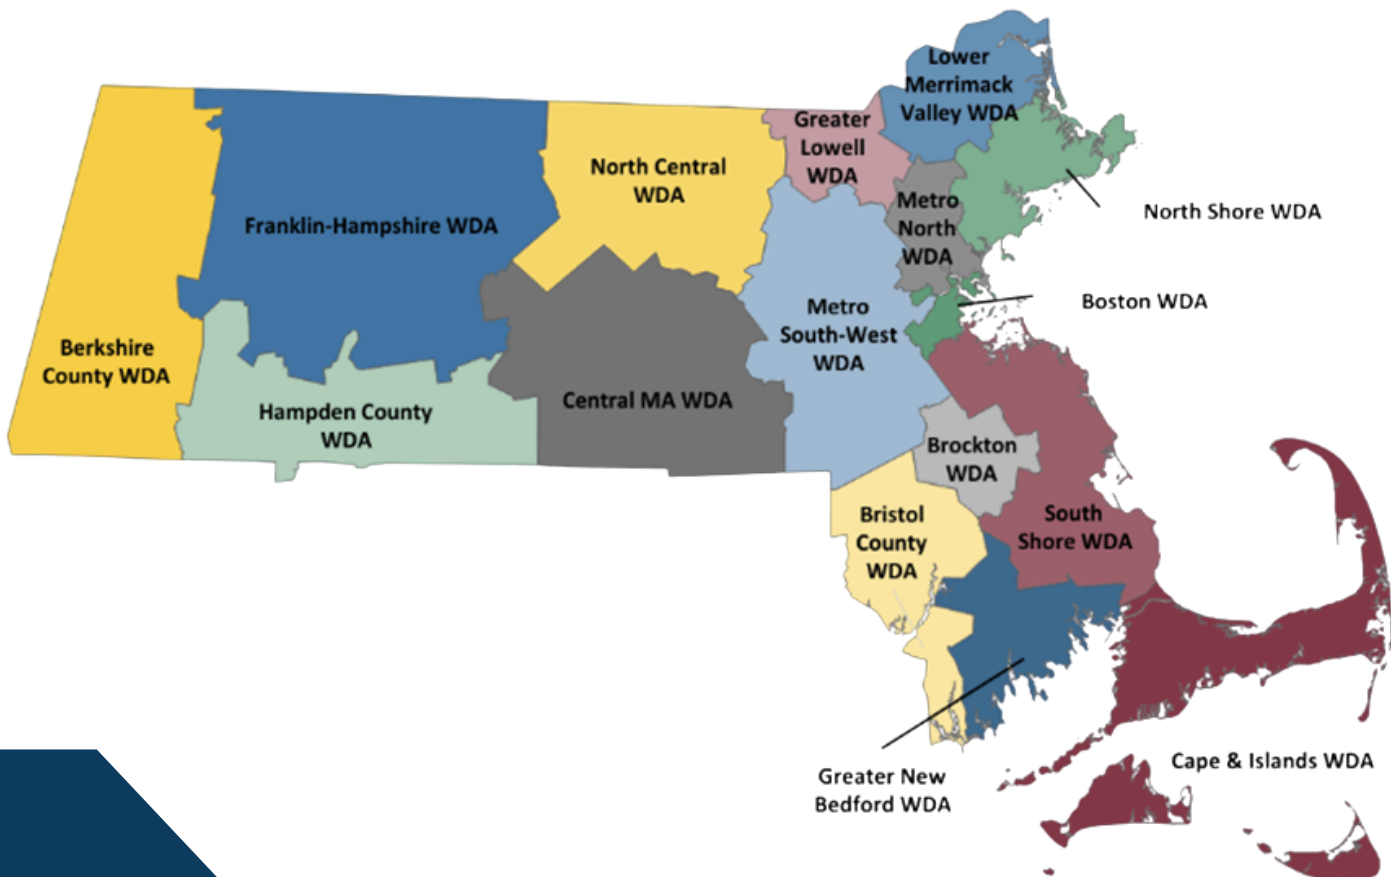 Lower
Merrimack
Valley WDA
Greater
Lowell
WDA
North Central
WDA
Metro
North
WDA
North Shore WDA
Franklin-Hampshire WDA
Boston WDA
Metro
South-West
WDA
Berkshire
County WDA
Central MA WDA
Hampden County
WDA
Brockton
WDA
Bristol
County
WDA
South
Shore WDA
Cape & Islands WDA
Greater New
Bedford WDA